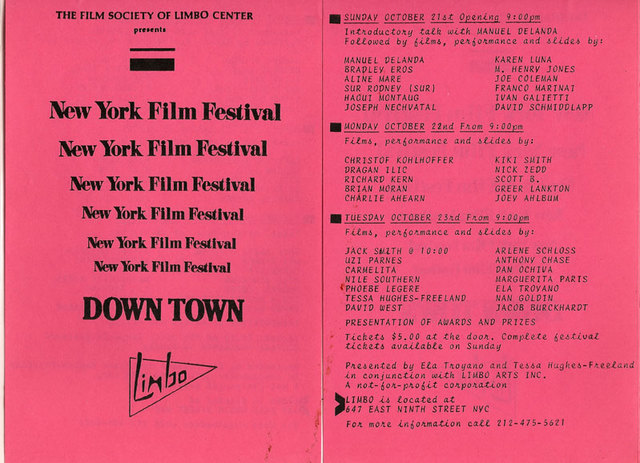 THE FILM SOCIETY OF LIMBO CENTER
presents
New York Film Festival
New York Film Festival
New York Film Festival
New York Film Festival
New York Film Festival
New York Film Festival
DOWN TOWN
Limbo
SUNDAY OCTOBER 21st Opening 9:00pm
Introductory talk with MANUEL DELANDA
Followed by films, performance and slides by:
MANUEL DELANDA KAREN LUNA
BRADLEY EROS M. HENRY JONES
ALINE MARE JOE COLEMAN
SUR RODNEY (SUR) FRANCO MARINAI
HAOUI MONTAUG IVAN GALIETTI
JOSEPH NECHVATAL DAVID SCHMIDLAPP
MONDAY OCTOBER 22nd From 9:00pm
Films, performance and slides by:
CHRISTOF KOHLHOFFER KIKI SMITH
DRAGAN ILIC NICK ZEDD
RICHARD KERN SCOTT B.
BRIAN MORAN GREER LANKTON
CHARLIE AHEARN JOEY AHLBUM
TUESDAY OCTOBER 23rd From 9:00pm
Films, performance and slides by:
JACK SMITH @ 10:00 ARLENE SCHLOSS
UZI PARNES ANTHONY CHASE
CARMELITA DAN OCHIVA
NILE SOUTHERN MARGUERITA PARIS
PHOEBE LEGERE ELA TROYANO
TESSA HUGHES-FREELAND NAN GOLDIN
DAVID WEST JACOB BURCKHARDT
PRESENTATION OF AWARDS AND PRIZES
Tickets $5.00 at the door. Complete festival
tickets available on Sunday
Presented by Ela Troyano and Tessa Hughes-Freeland
in conjunction with LIMBO ARTS INC.
A not-for-profit corporation
LIMBO is located at
647 EAST NINTH STREET NYC
For more information call 212-475-5621